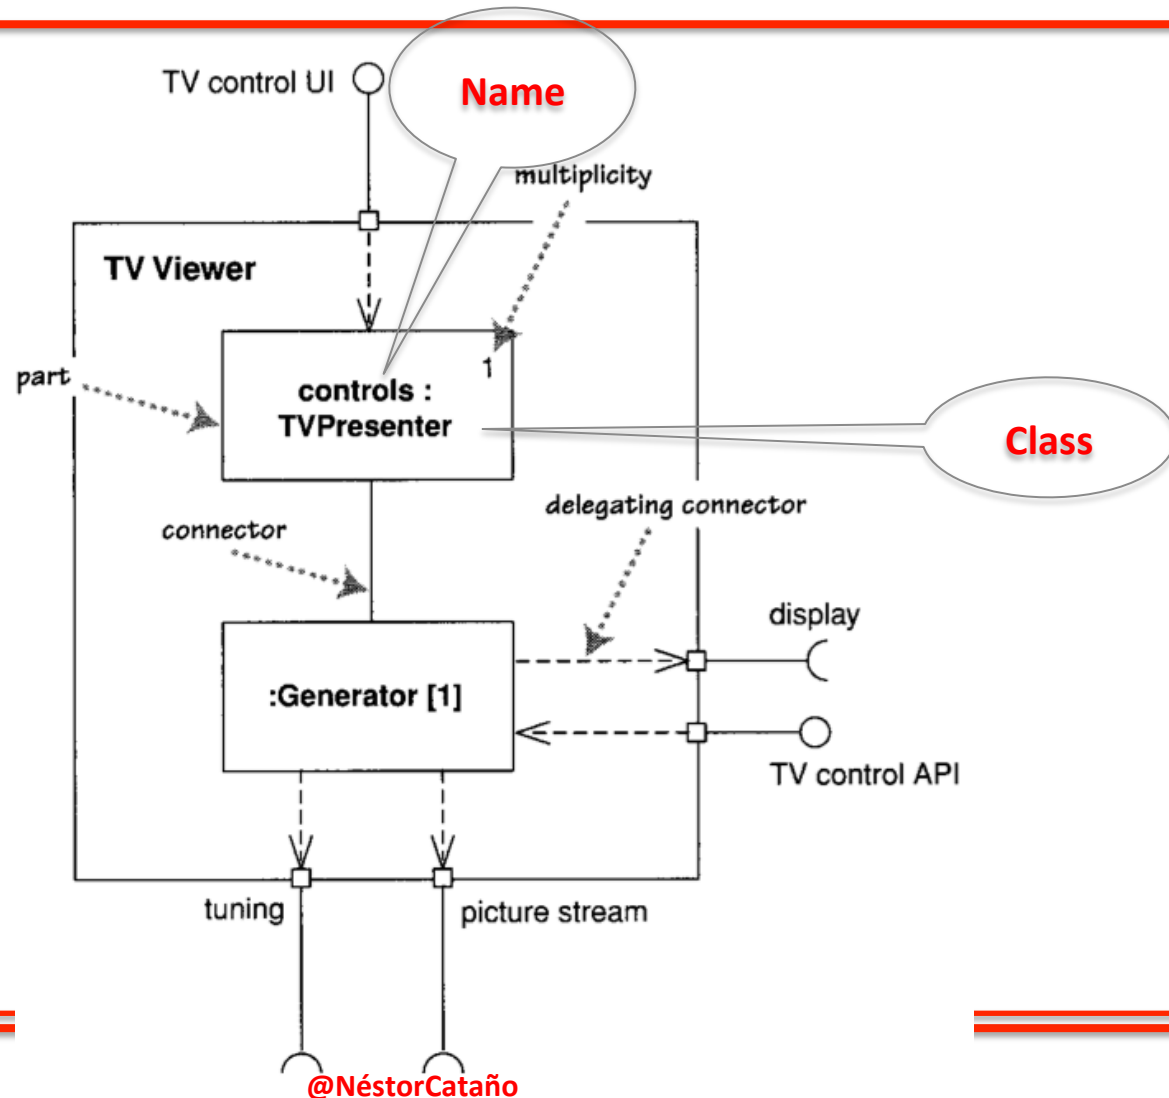 TV control UI
Name
multiplicity
TV Viewer
part
1
controls :
TVPresenter
Class
delegating connector
connector
display
:Generator [1]
TV control API
tuning
picture stream
@NéstorCataño